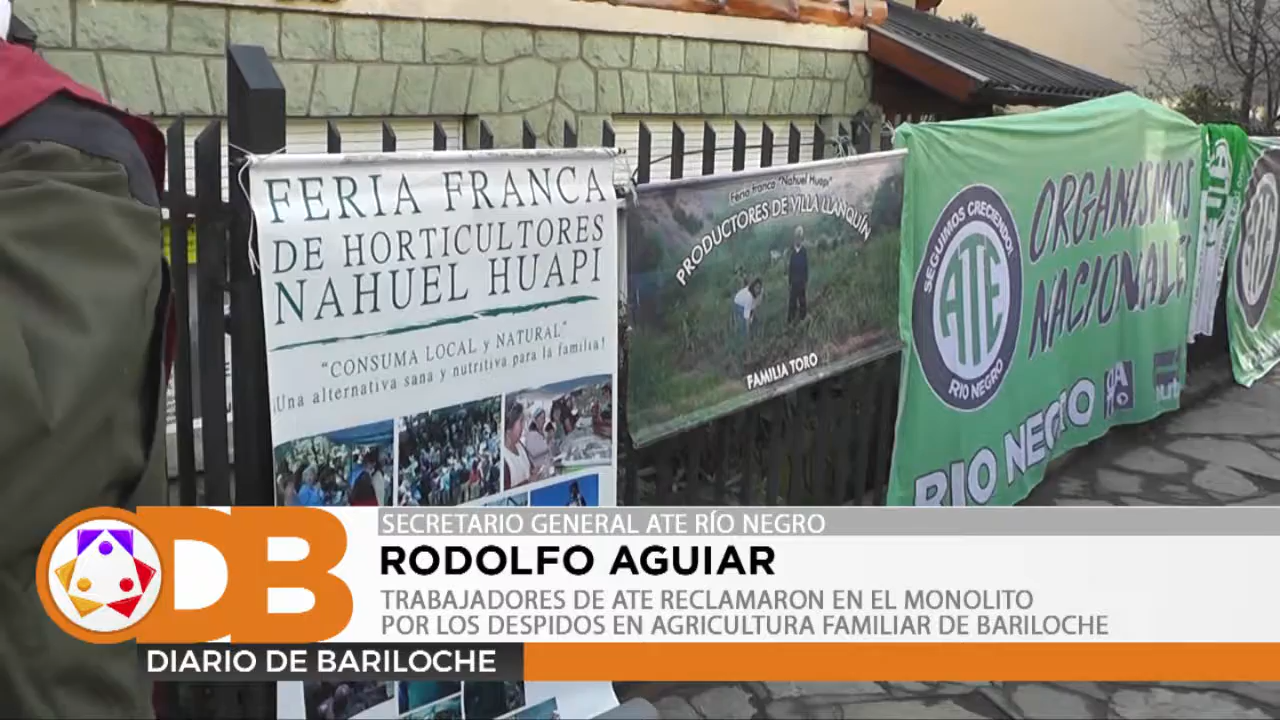 FERIA FRANCA
DE HORTICULTORES
NAHUEL HUAPI
"CONSUMA LOCAL y NATURAL"
¡Una alternativa sana y nutritiva para la familia!
Feria franca "Nahuel Huapi"
PRODUCTORES DE VILLA LLANQUÍN
FAMILIA TORO
SEGUIMOS CRECIENDO!
ATE
RIO NEGRO
ORGANISMOS
NACIONALES
RIO NEGRO
ATE
DB
SECRETARIO GENERAL ATE RÍO NEGRO
RODOLFO AGUIAR
TRABAJADORES DE ATE RECLAMARON EN EL MONOLITO
POR LOS DESPIDOS EN AGRICULTURA FAMILIAR DE BARILOCHE
DIARIO DE BARILOCHE